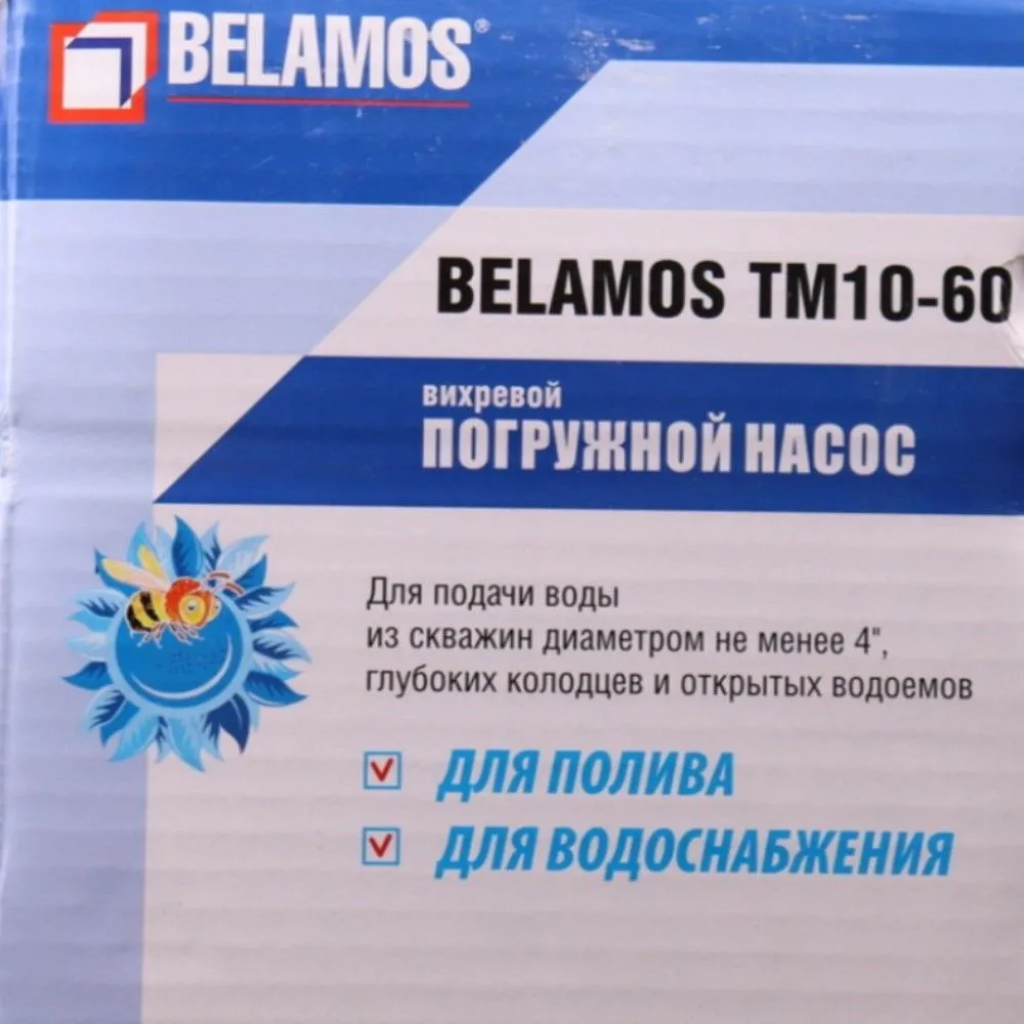 BELAMOS®
BELAMOS TM10-60
вихревой
ПОГРУЖНОЙ НАСОС
Для подачи воды
из скважин диаметром не менее 4",
глубоких колодцев и открытых водоемов
ДЛЯ ПОЛИВА
ДЛЯ ВОДОСНАБЖЕНИЯ